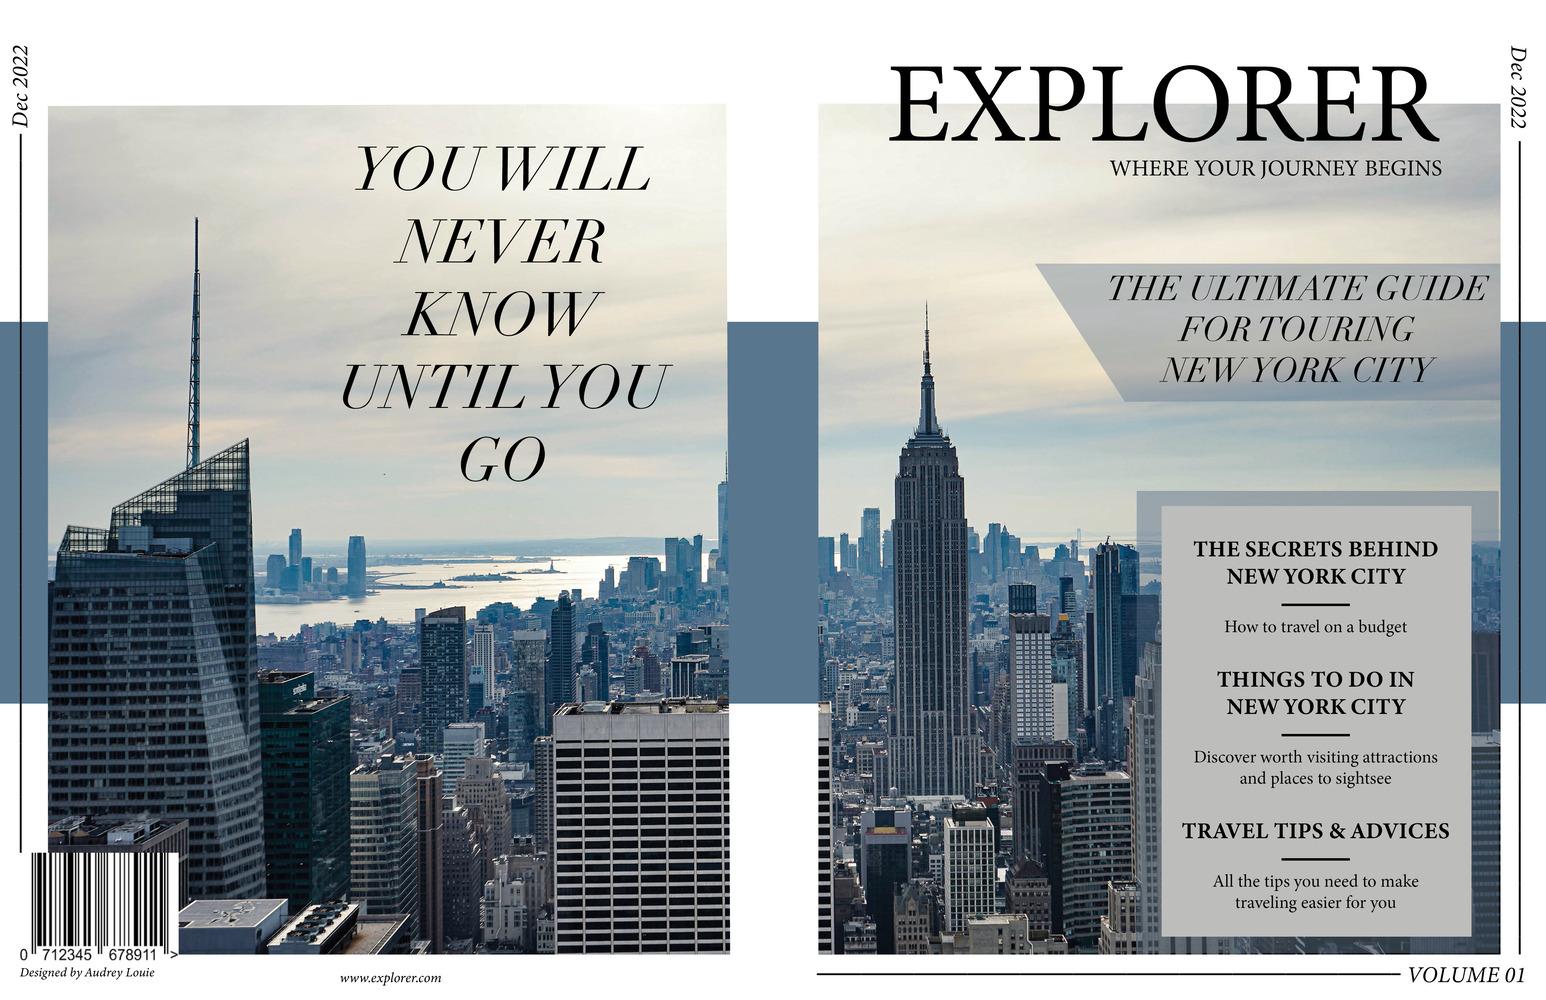 Dec 2022
YOU WILL
NEVER
KNOW
UNTIL YOU
GO
0 712345 678911 >
Designed by Audrey Louie
www.explorer.com
EXPLORER
WHERE YOUR JOURNEY BEGINS
Dec 2022
THE ULTIMATE GUIDE
FOR TOURING
NEW YORK CITY
THE SECRETS BEHIND
NEW YORK CITY
How to travel on a budget
THINGS TO DO IN
NEW YORK CITY
Discover worth visiting attractions
and places to sightsee
TRAVEL TIPS & ADVICES
All the tips you need to make
traveling easier for you
VOLUME 01